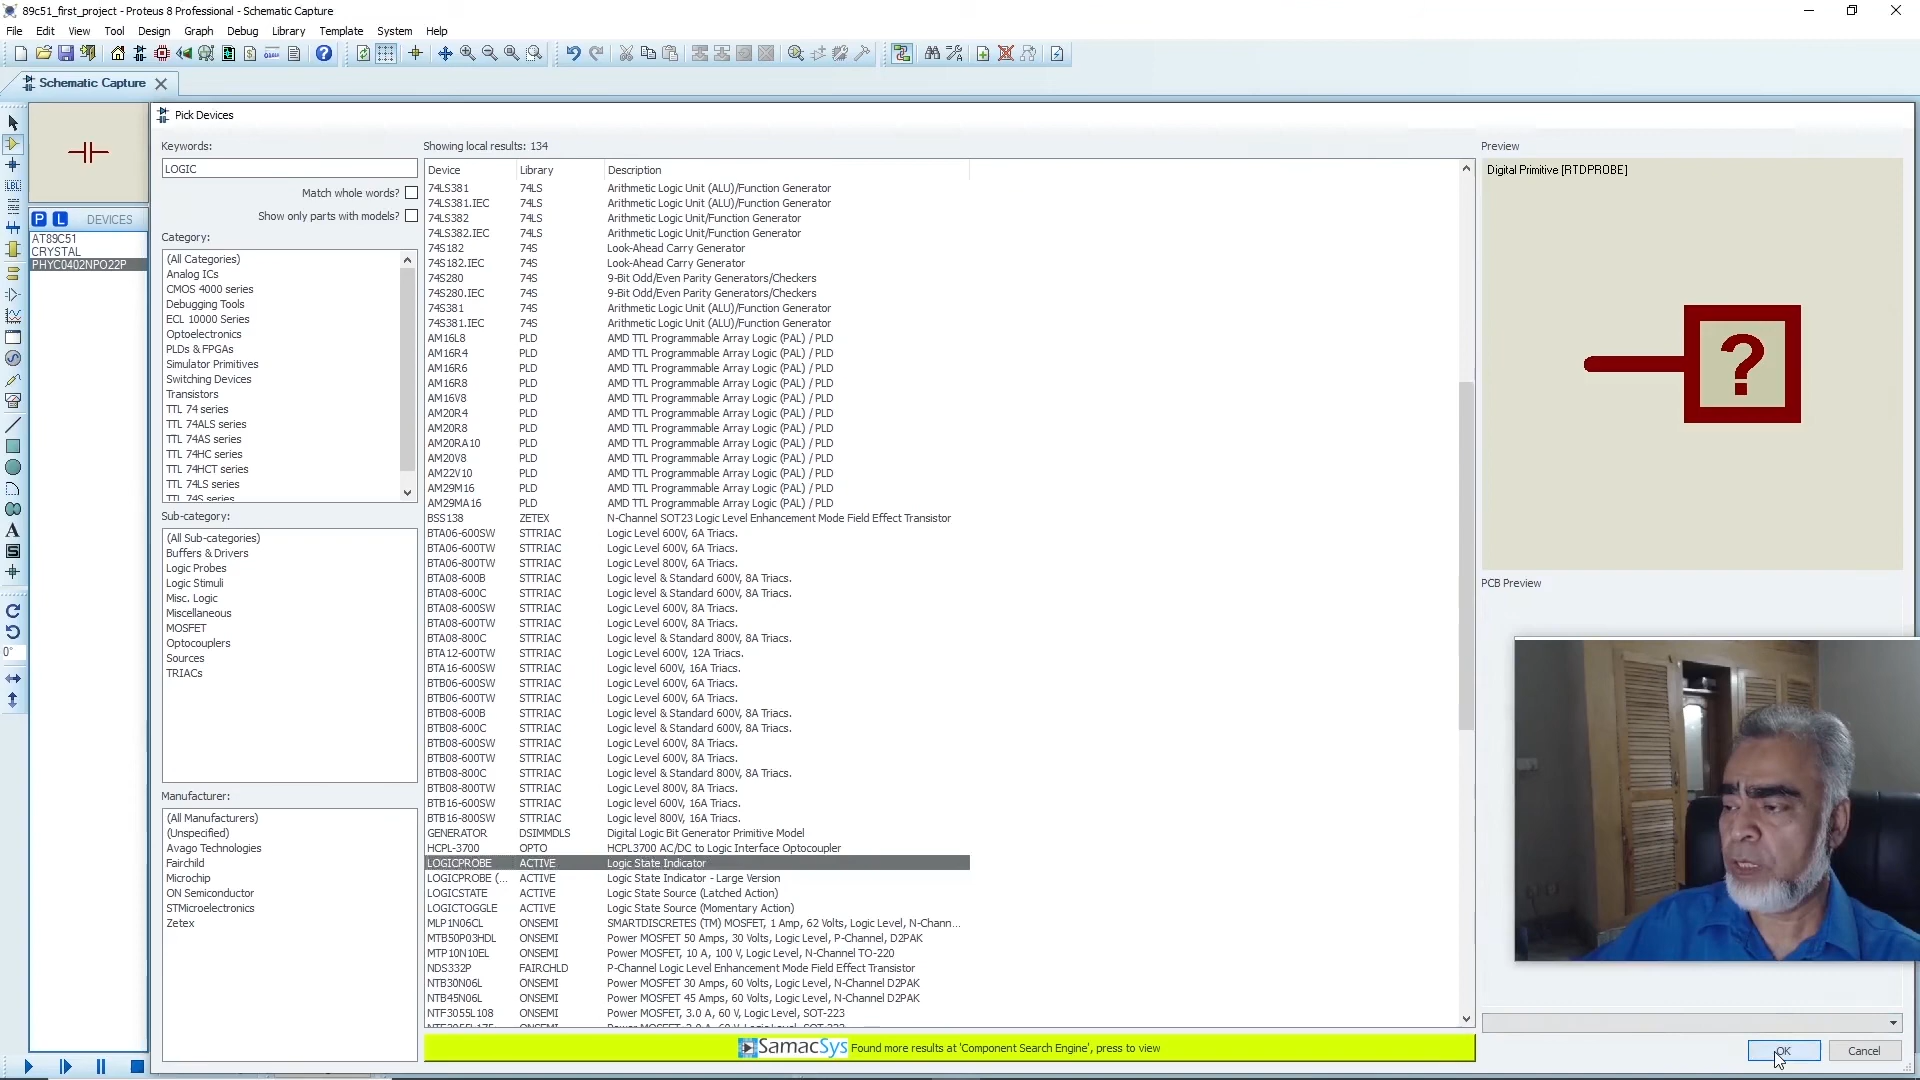 89c51_first_project - Proteus 8 Professional - Schematic Capture
File Edit View Tool Design Graph Debug Library Template System Help
Schematic Capture
Pick Devices
Keywords:
LOGIC
Match whole words?
Show only parts with models?
Category:
(All Categories)
Analog ICs
CMOS 4000 series
Debugging Tools
ECL 10000 Series
Optoelectronics
PLDs & FPGAs
Simulator Primitives
Switching Devices
Transistors
TTL 74 series
TTL 74ALS series
TTL 74AS series
TTL 74HC series
TTL 74HCT series
TTL 74LS series
TTL 74S series
Sub-category:
(All Sub-categories)
Buffers & Drivers
Logic Probes
Logic Stimuli
Misc. Logic
Miscellaneous
MOSFET
Optocouplers
Sources
TRIACs
Manufacturer:
(All Manufacturers)
(Unspecified)
Avago Technologies
Fairchild
Microchip
ON Semiconductor
STMicroelectronics
Zetex
P L DEVICES
AT89C51
CRYSTAL
PHYC0402NPO22P
LBL
A
S
0°
Showing local results: 134
Device Library Description
74LS381 74LS Arithmetic Logic Unit (ALU)/Function Generator
74LS381.IEC 74LS Arithmetic Logic Unit (ALU)/Function Generator
74LS382 74LS Arithmetic Logic Unit/Function Generator
74LS382.IEC 74LS Arithmetic Logic Unit/Function Generator
74S182 74S Look-Ahead Carry Generator
74S182.IEC 74S Look-Ahead Carry Generator
74S280 74S 9-Bit Odd/Even Parity Generators/Checkers
74S280.IEC 74S 9-Bit Odd/Even Parity Generators/Checkers
74S381 74S Arithmetic Logic Unit (ALU)/Function Generator
74S381.IEC 74S Arithmetic Logic Unit (ALU)/Function Generator
AM16L8 PLD AMD TTL Programmable Array Logic (PAL) / PLD
AM16R4 PLD AMD TTL Programmable Array Logic (PAL) / PLD
AM16R6 PLD AMD TTL Programmable Array Logic (PAL) / PLD
AM16R8 PLD AMD TTL Programmable Array Logic (PAL) / PLD
AM16V8 PLD AMD TTL Programmable Array Logic (PAL) / PLD
AM20R4 PLD AMD TTL Programmable Array Logic (PAL) / PLD
AM20R8 PLD AMD TTL Programmable Array Logic (PAL) / PLD
AM20RA10 PLD AMD TTL Programmable Array Logic (PAL) / PLD
AM20V8 PLD AMD TTL Programmable Array Logic (PAL) / PLD
AM22V10 PLD AMD TTL Programmable Array Logic (PAL) / PLD
AM29M16 PLD AMD TTL Programmable Array Logic (PAL) / PLD
AM29MA16 PLD AMD TTL Programmable Array Logic (PAL) / PLD
BSS138 ZETEX N-Channel SOT23 Logic Level Enhancement Mode Field Effect Transistor
BTA06-600SW STTRIAC Logic Level 600V, 6A Triacs.
BTA06-600TW STTRIAC Logic Level 600V, 6A Triacs.
BTA06-800TW STTRIAC Logic Level 800V, 6A Triacs.
BTA08-600B STTRIAC Logic level & Standard 600V, 8A Triacs.
BTA08-600C STTRIAC Logic level & Standard 600V, 8A Triacs.
BTA08-600SW STTRIAC Logic Level 600V, 8A Triacs.
BTA08-600TW STTRIAC Logic Level 600V, 8A Triacs.
BTA08-800C STTRIAC Logic level & Standard 800V, 8A Triacs.
BTA12-600TW STTRIAC Logic Level 600V, 12A Triacs.
BTA16-600SW STTRIAC Logic level 600V, 16A Triacs.
BTB06-600SW STTRIAC Logic Level 600V, 6A Triacs.
BTB06-600TW STTRIAC Logic Level 600V, 6A Triacs.
BTB08-600B STTRIAC Logic level & Standard 600V, 8A Triacs.
BTB08-600C STTRIAC Logic level & Standard 600V, 8A Triacs.
BTB08-600SW STTRIAC Logic Level 600V, 8A Triacs.
BTB08-600TW STTRIAC Logic Level 600V, 8A Triacs.
BTB08-800C STTRIAC Logic level & Standard 800V, 8A Triacs.
BTB08-800TW STTRIAC Logic Level 800V, 8A Triacs.
BTB16-600SW STTRIAC Logic level 600V, 16A Triacs.
BTB16-800SW STTRIAC Logic level 800V, 16A Triacs.
GENERATOR DSIMMDLS Digital Logic Bit Generator Primitive Model
HCPL-3700 OPTO HCPL3700 AC/DC to Logic Interface Optocoupler
LOGICPROBE ACTIVE Logic State Indicator
LOGICPROBE (... ACTIVE Logic State Indicator - Large Version
LOGICSTATE ACTIVE Logic State Source (Latched Action)
LOGICTOGGLE ACTIVE Logic State Source (Momentary Action)
MLP1N06CL ONSEMI SMARTDISCRETES (TM) MOSFET, 1 Amp, 62 Volts, Logic Level, N-Chann...
MTB50P03HDL ONSEMI Power MOSFET 50 Amps, 30 Volts, Logic Level, P-Channel, D2PAK
MTP10N10EL ONSEMI Power MOSFET, 10 A, 100 V, Logic Level, N-Channel TO-220
NDS332P FAIRCHLD P-Channel Logic Level Enhancement Mode Field Effect Transistor
NTB30N06L ONSEMI Power MOSFET 30 Amps, 60 Volts, Logic Level, N-Channel D2PAK
NTB45N06L ONSEMI Power MOSFET 45 Amps, 60 Volts, Logic Level, N-Channel D2PAK
NTF3055L108 ONSEMI Power MOSFET, 3.0 A, 60 V, Logic Level, SOT-223
NTF3055L175 ONSEMI Power MOSFET, 3.0 A, 60 V, Logic Level, SOT-223
SamacSys Found more results at 'Component Search Engine', press to view
Preview
Digital Primitive [RTDPROBE]
?
PCB Preview
OK Cancel